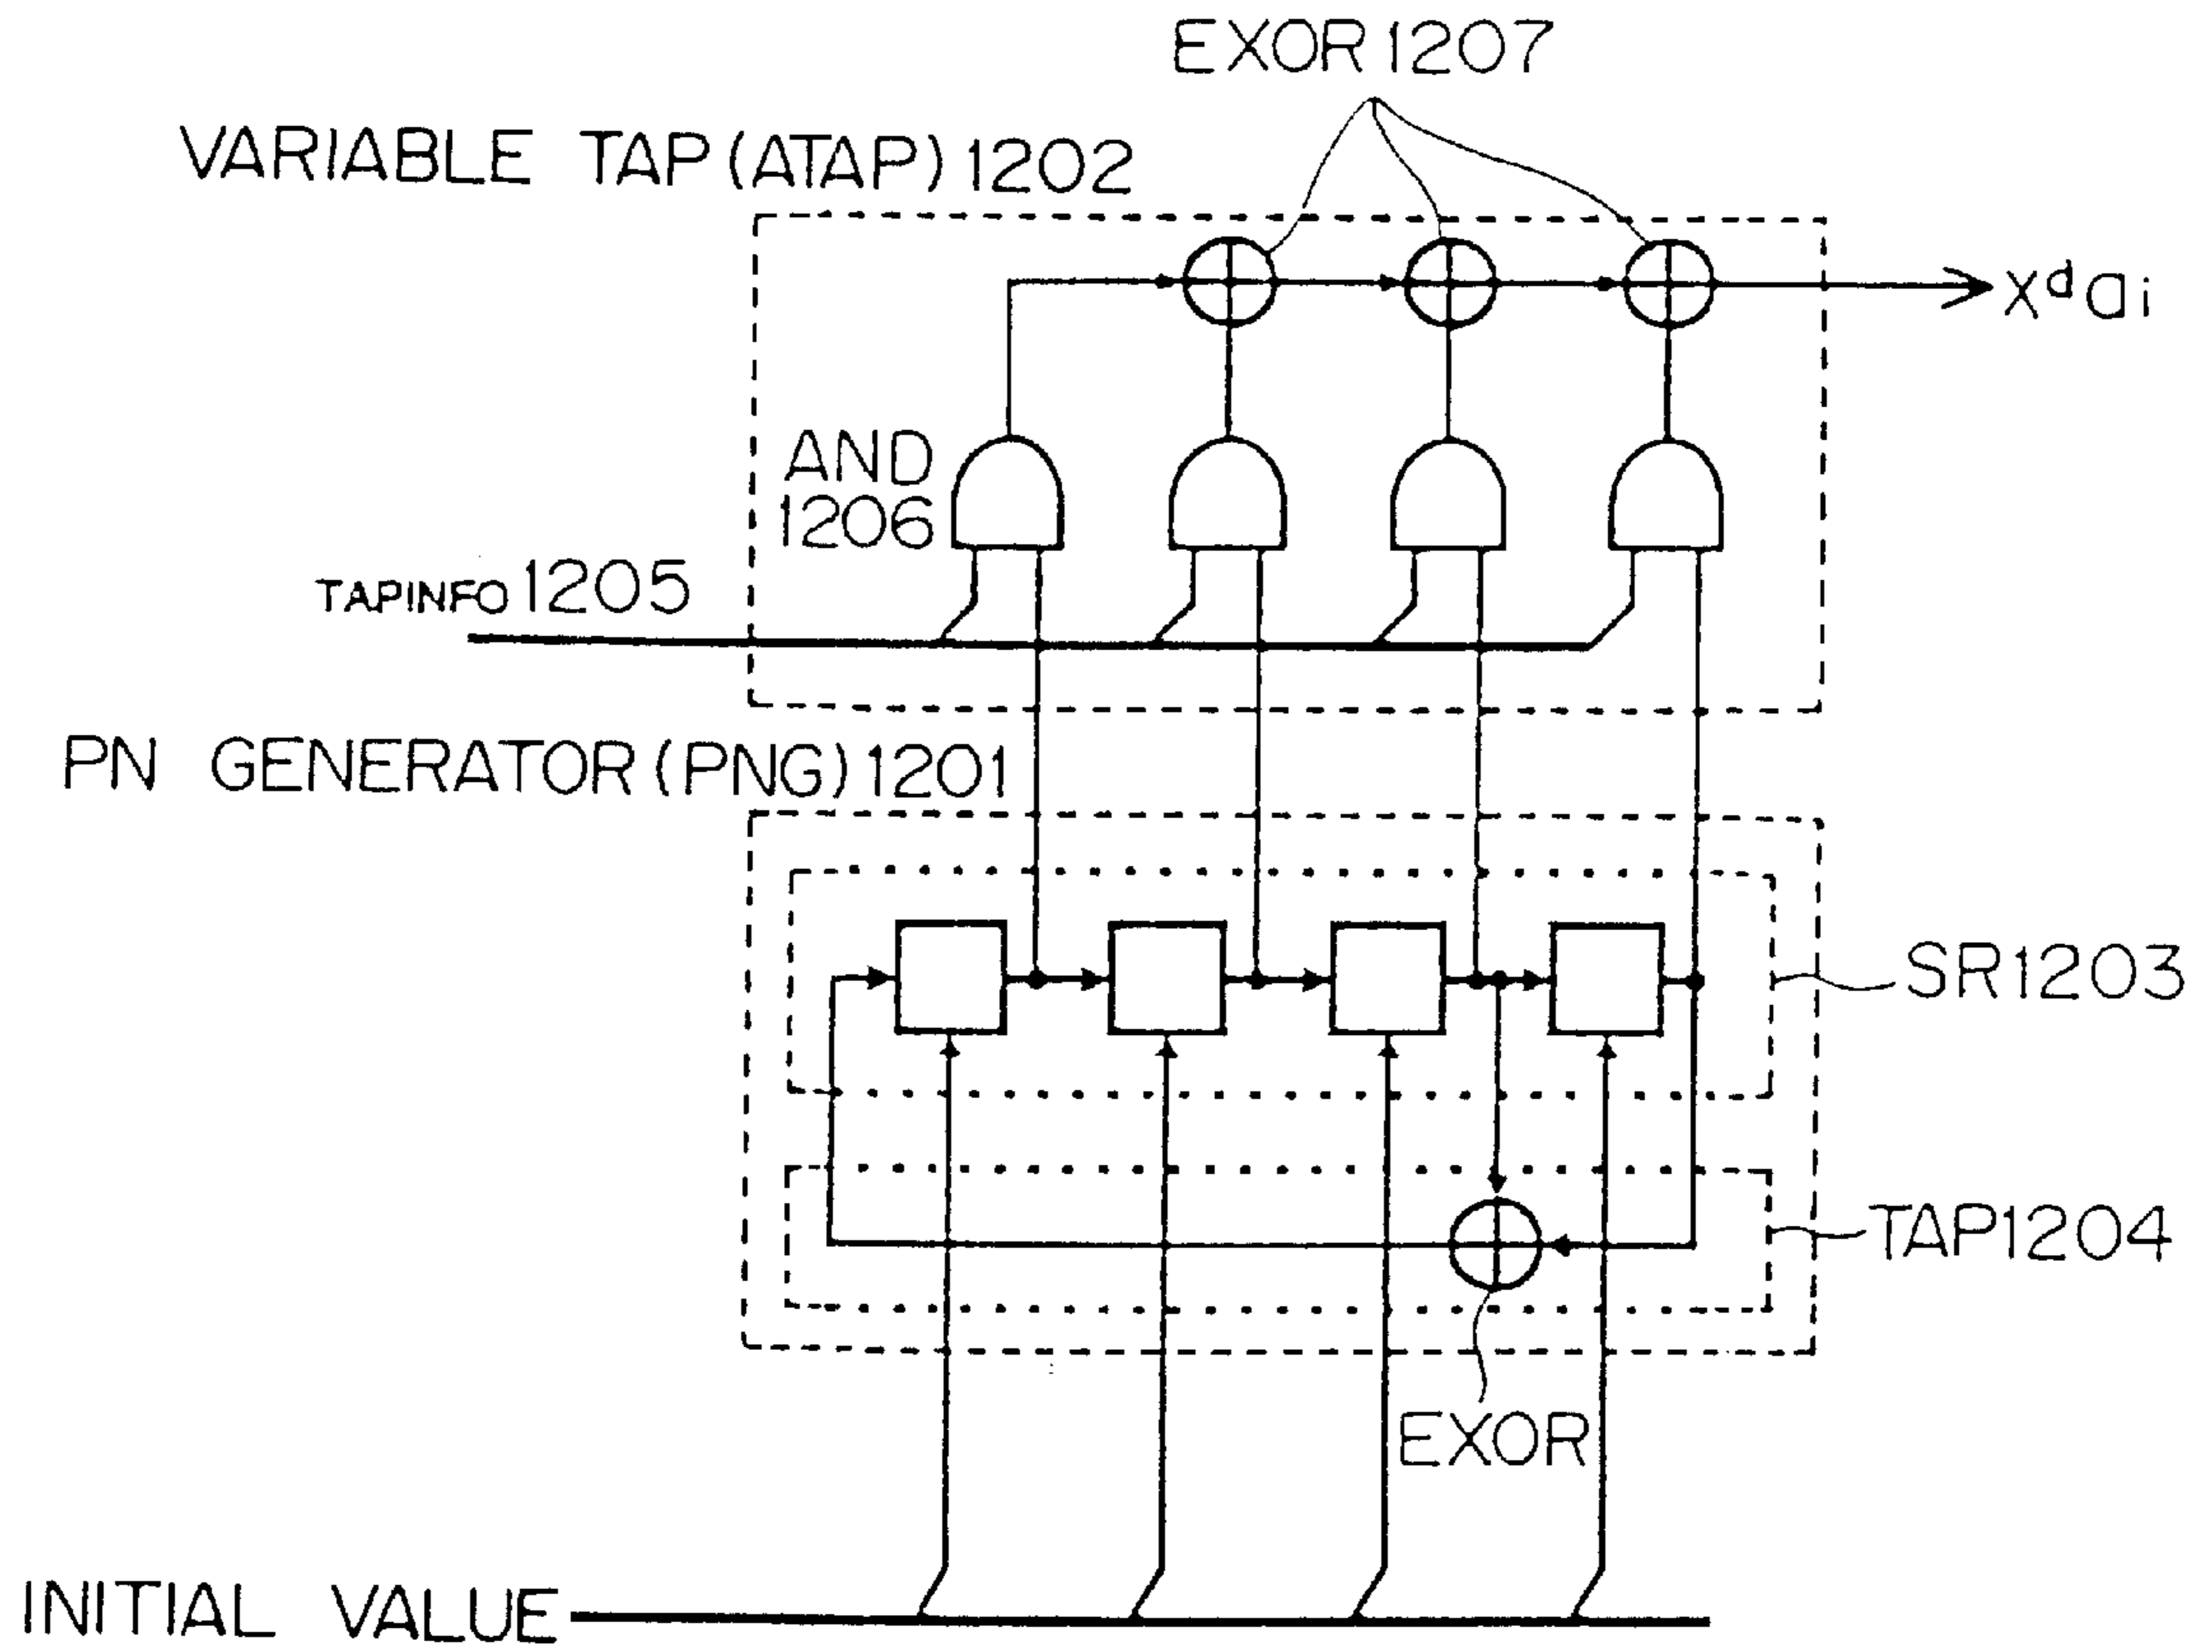 EXOR 1207
VARIABLE TAP (ATAP) 1202
x^d a_i
AND
1206
TAPINFO 1205
PN GENERATOR (PNG) 1201
SR1203
TAP1204
EXOR
INITIAL VALUE